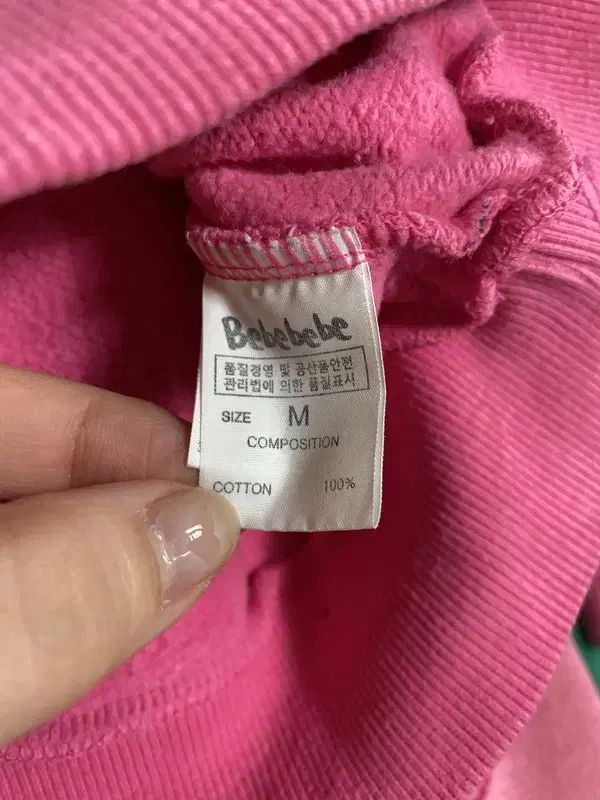 Bebebebe
품질경영 및 공산품안전
관리법에 의한 품질표시
SIZE M
COMPOSITION
COTTON 100%